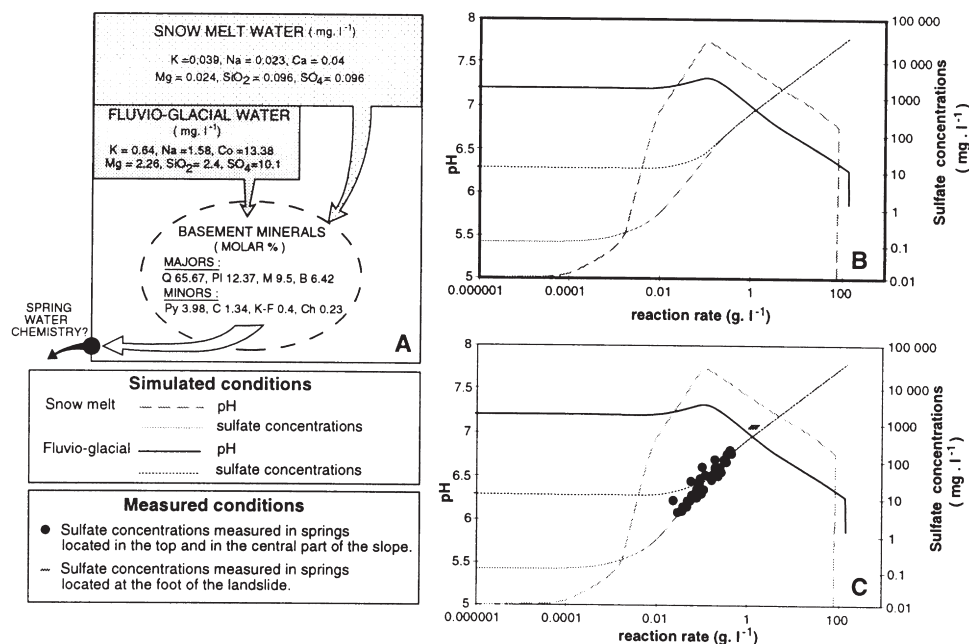 SNOW MELT WATER ( mg. l⁻¹)
K =0,039, Na = 0.023, Ca = 0.04
Mg = 0.024, SiO₂ = 0.096, SO₄ = 0.096
FLUVIO-GLACIAL WATER
( mg. l⁻¹)
K = 0.64, Na =1.58, Co =13.38
Mg = 2.26, SiO₂= 2.4, SO₄=10.1
BASEMENT MINERALS
( MOLAR %)
MAJORS :
Q 65.67, Pl 12.37, M 9.5, B 6.42
MINORS :
Py 3.98, C 1.34, K-F 0.4, Ch 0.23
SPRING
WATER
CHEMISTRY?
A
Simulated conditions
Snow melt
pH
sulfate concentrations
Fluvio-glacial
pH
sulfate concentrations
Measured conditions
Sulfate concentrations measured in springs
located in the top and in the central part of the slope.
Sulfate concentrations measured in springs
located at the foot of the landslide.
8
7.5
7
6.5
6
5.5
5
pH
0.000001
0.0001
0.01
1
100
reaction rate (g. l⁻¹)
100 000
10 000
1000
100
10
1
0.1
0.01
Sulfate concentrations
( mg. l⁻¹)
B
8
7.5
7
6.5
6
5.5
5
pH
0.000001
0.0001
0.01
1
100
reaction rate (g. l⁻¹)
100 000
10 000
1000
100
10
1
0.1
0.01
Sulfate concentrations
( mg. l⁻¹)
C